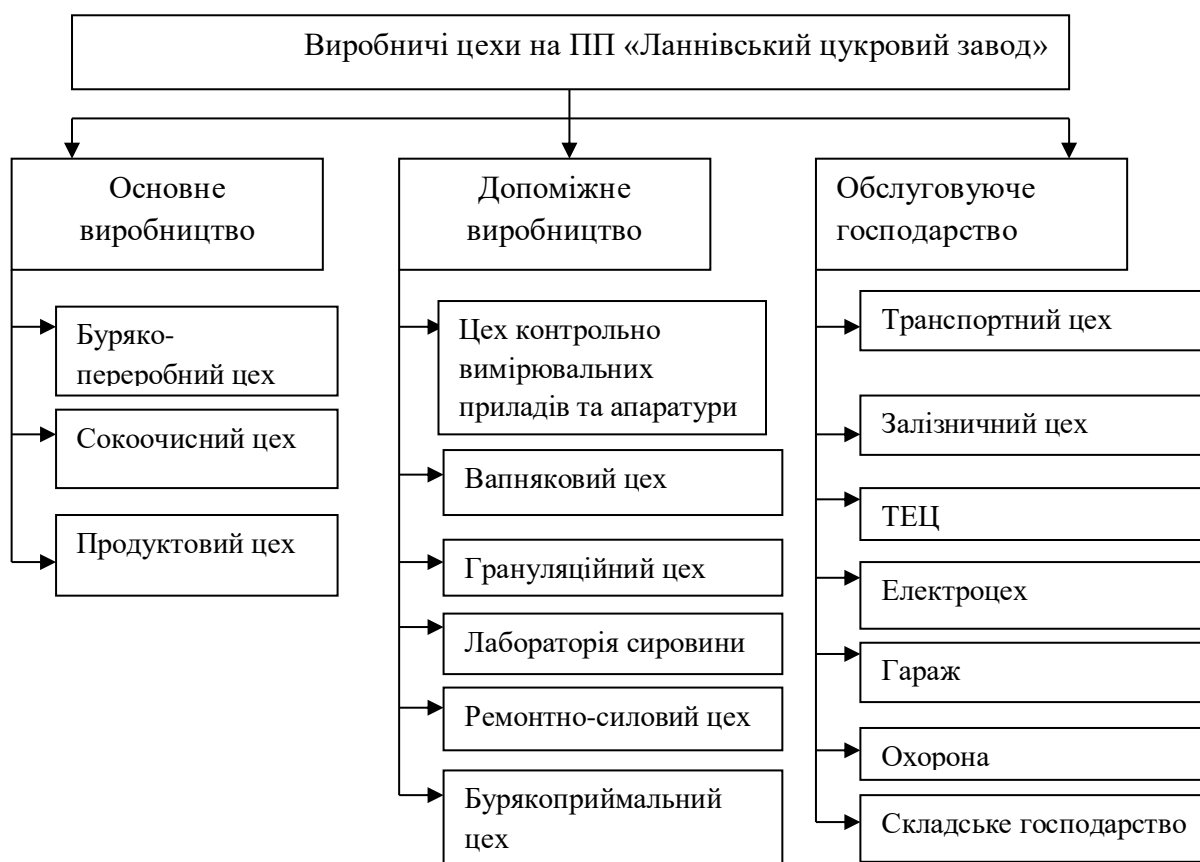 Виробничі цехи на ПП «Ланнівський цукровий завод»
Основне
виробництво
Буряко-
переробний цех
Сокоочисний цех
Продуктовий цех
Допоміжне
виробництво
Цех контрольно
вимірювальних
приладів та апаратури
Вапняковий цех
Грануляційний цех
Лабораторія сировини
Ремонтно-силовий цех
Бурякоприймальний
цех
Обслуговуюче
господарство
Транспортний цех
Залізничний цех
ТЕЦ
Електроцех
Гараж
Охорона
Складське господарство